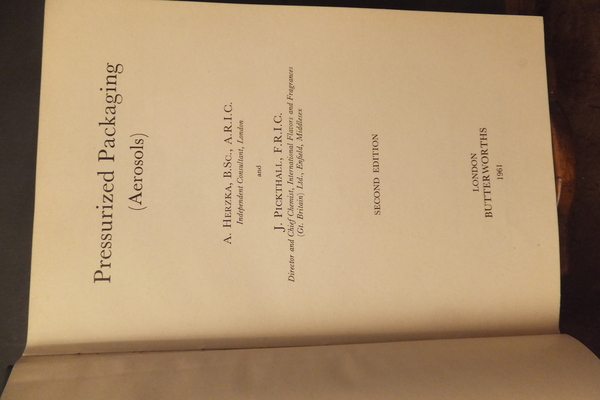 Pressurized Packaging
(Aerosols)
A. HERZKA, B.Sc., A.R.I.C.
Independent Consultant, London
and
J. PICKTHALL, F.R.I.C.
Director and Chief Chemist, International Flavors and Fragrances
(Gt. Britain) Ltd., Enfield, Middlesex
SECOND EDITION
LONDON
BUTTERWORTHS
1961